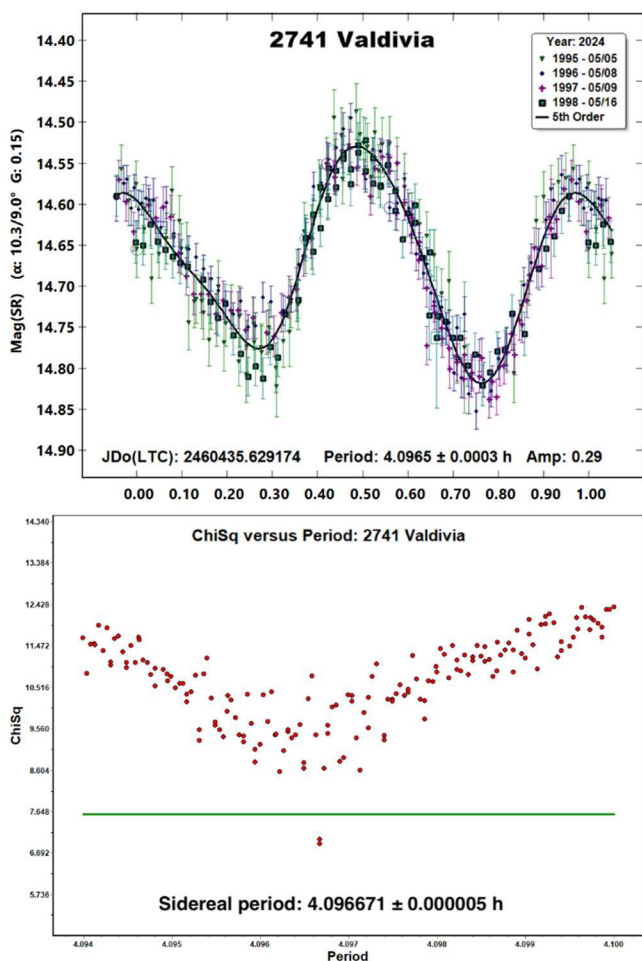 2741 Valdivia
Year: 2024
1995 - 05/05
1996 - 05/08
1997 - 05/09
1998 - 05/16
5th Order
Mag(SR) (α: 10.3/9.0° G: 0.15)
14.40
14.45
14.50
14.55
14.60
14.65
14.70
14.75
14.80
14.85
14.90
JDo(LTC): 2460435.629174 Period: 4.0965 ± 0.0003 h Amp: 0.29
0.00 0.10 0.20 0.30 0.40 0.50 0.60 0.70 0.80 0.90 1.00
ChiSq versus Period: 2741 Valdivia
ChiSq
14.340
13.384
12.428
11.472
10.516
9.560
8.604
7.648
6.692
5.736
Sidereal period: 4.096671 ± 0.000005 h
4.094 4.095 4.096 4.097 4.098 4.099 4.100
Period